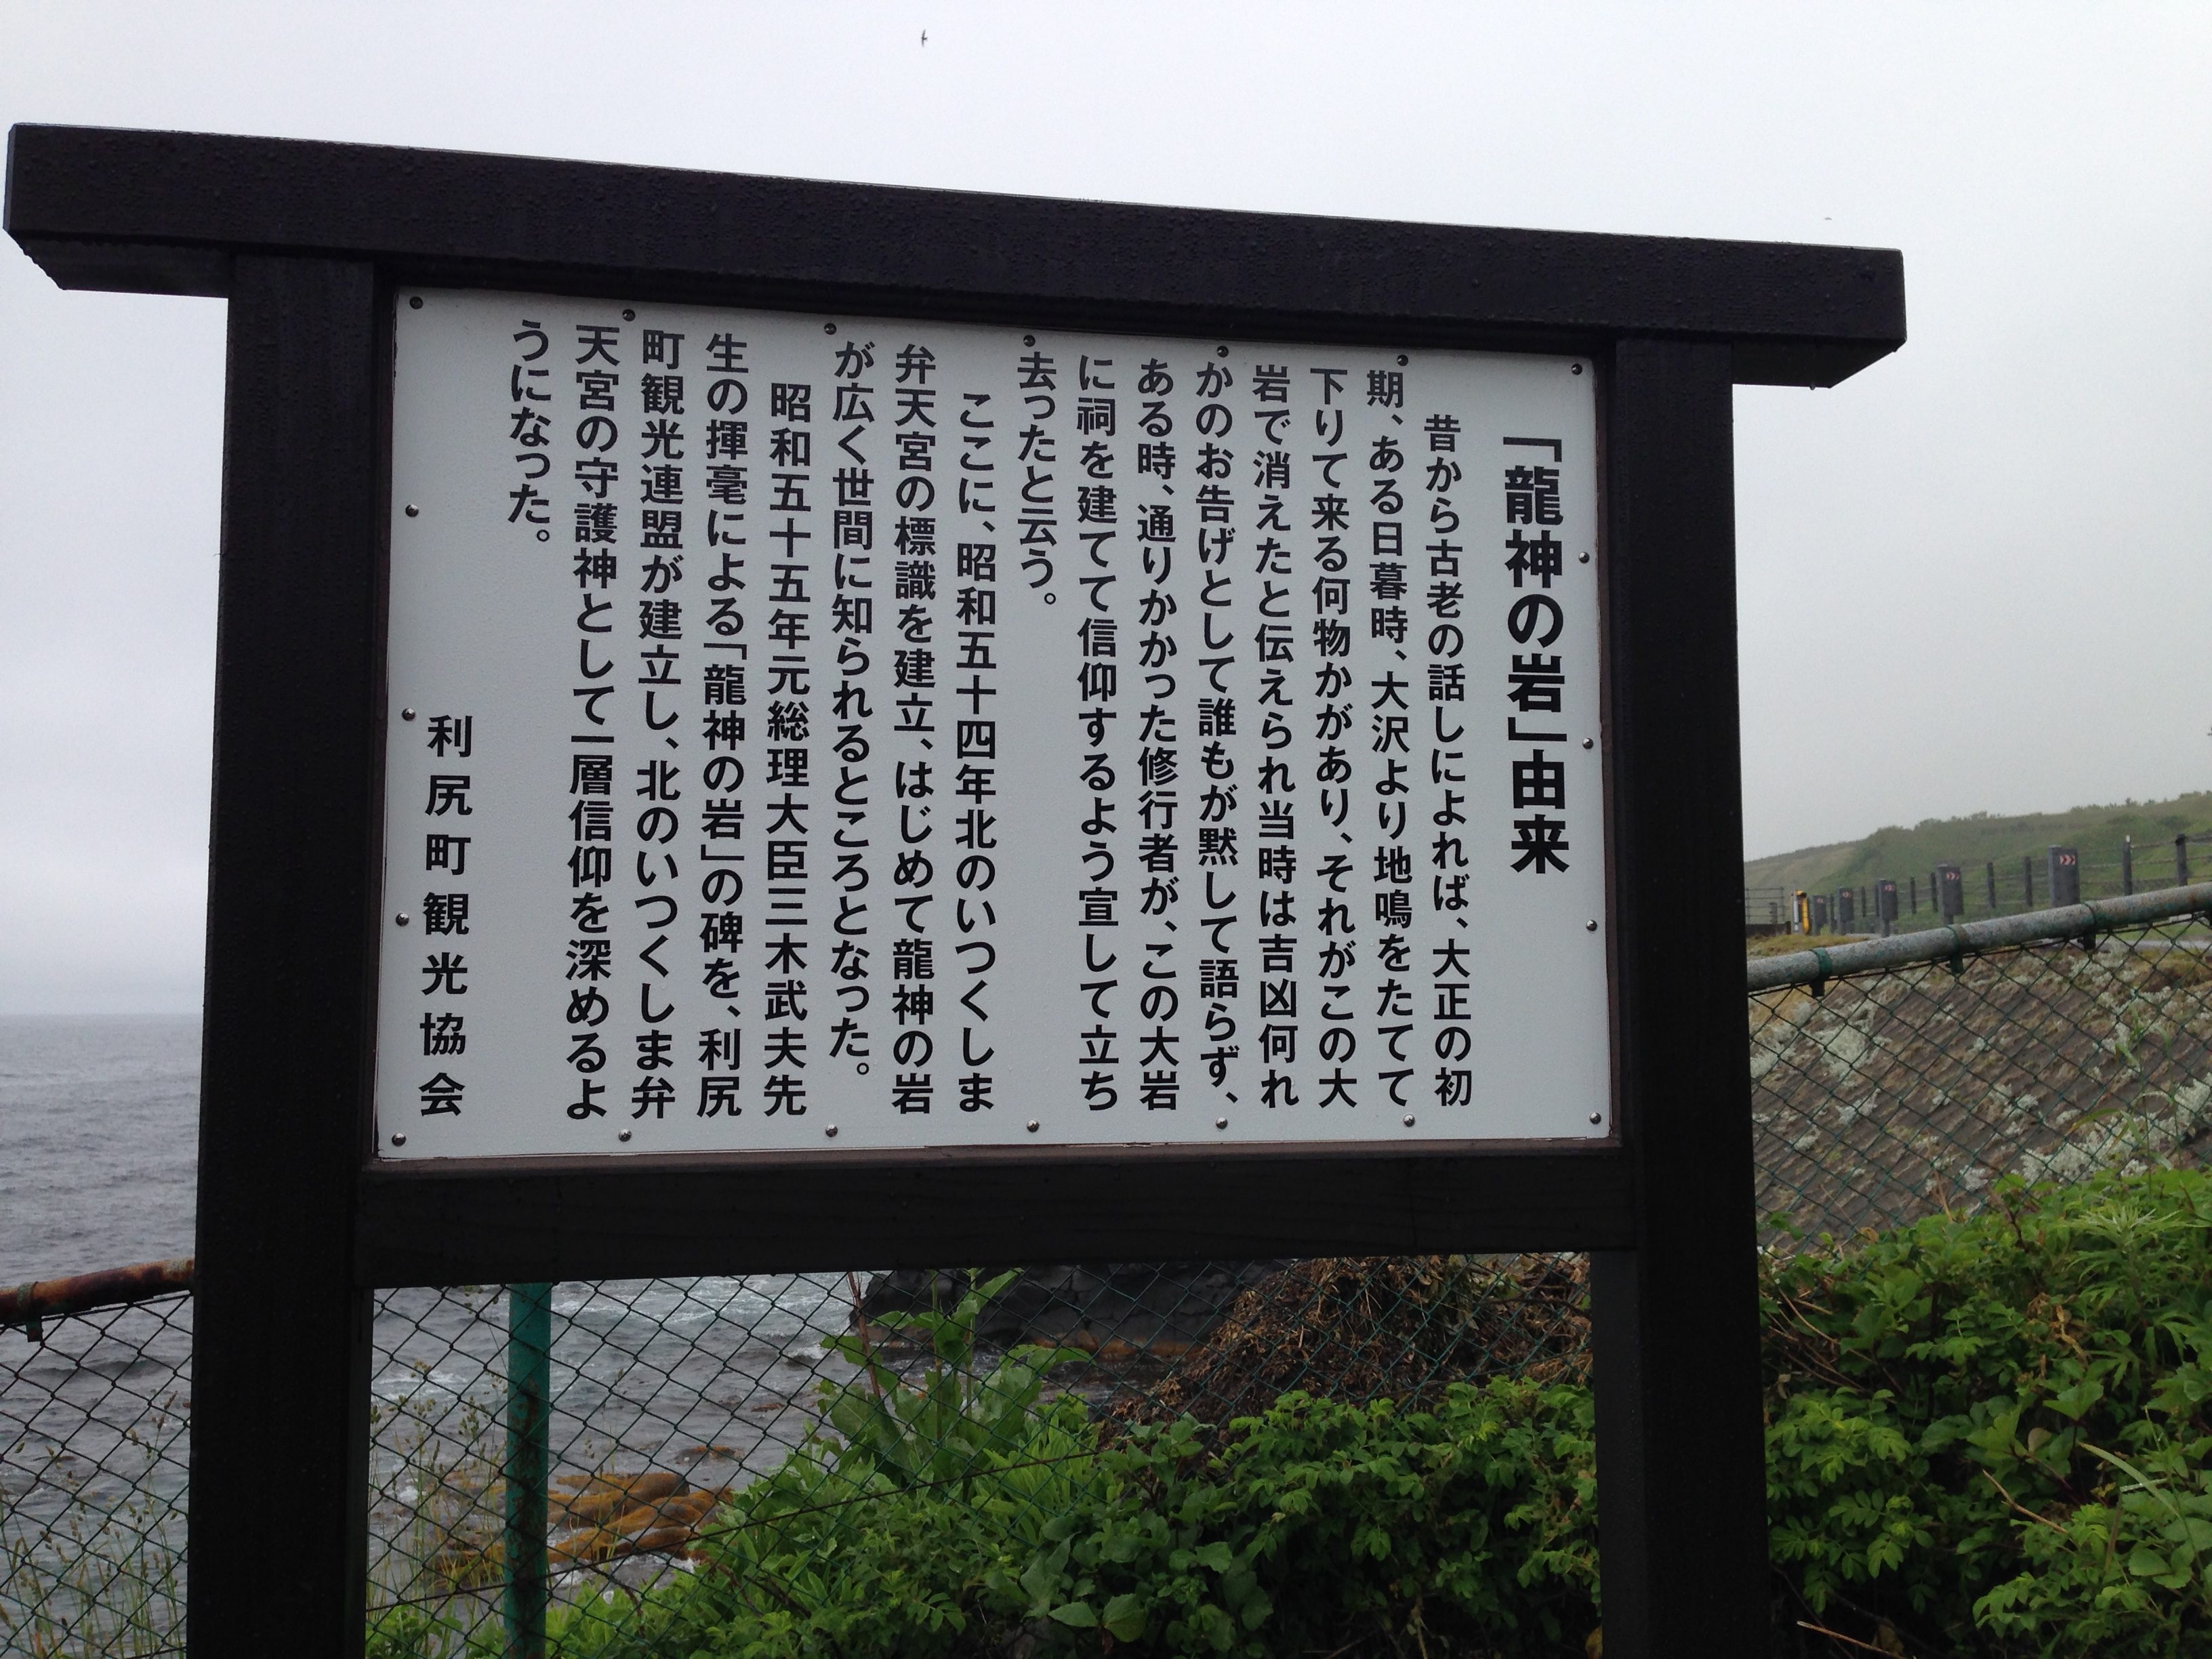 「龍神の岩」由来
昔から古老の話しによれば、大正の初
期、ある日暮時、大沢より地鳴をたてて
下りて来る何物かがあり、それがこの大
岩で消えたと伝えられ当時は吉凶何れ
かのお告げとして誰もが黙して語らず、
ある時、通りかかった修行者が、この大岩
に祠を建てて信仰するよう宣して立ち
去ったと云う。
ここに、昭和五十四年北のいつくしま
弁天宮の標識を建立、はじめて龍神の岩
が広く世間に知られるところとなった。
昭和五十五年元総理大臣三木武夫先
生の揮毫による「龍神の岩」の碑を、利尻
町観光連盟が建立し、北のいつくしま弁
天宮の守護神として一層信仰を深めるよ
うになった。
利尻町観光協会